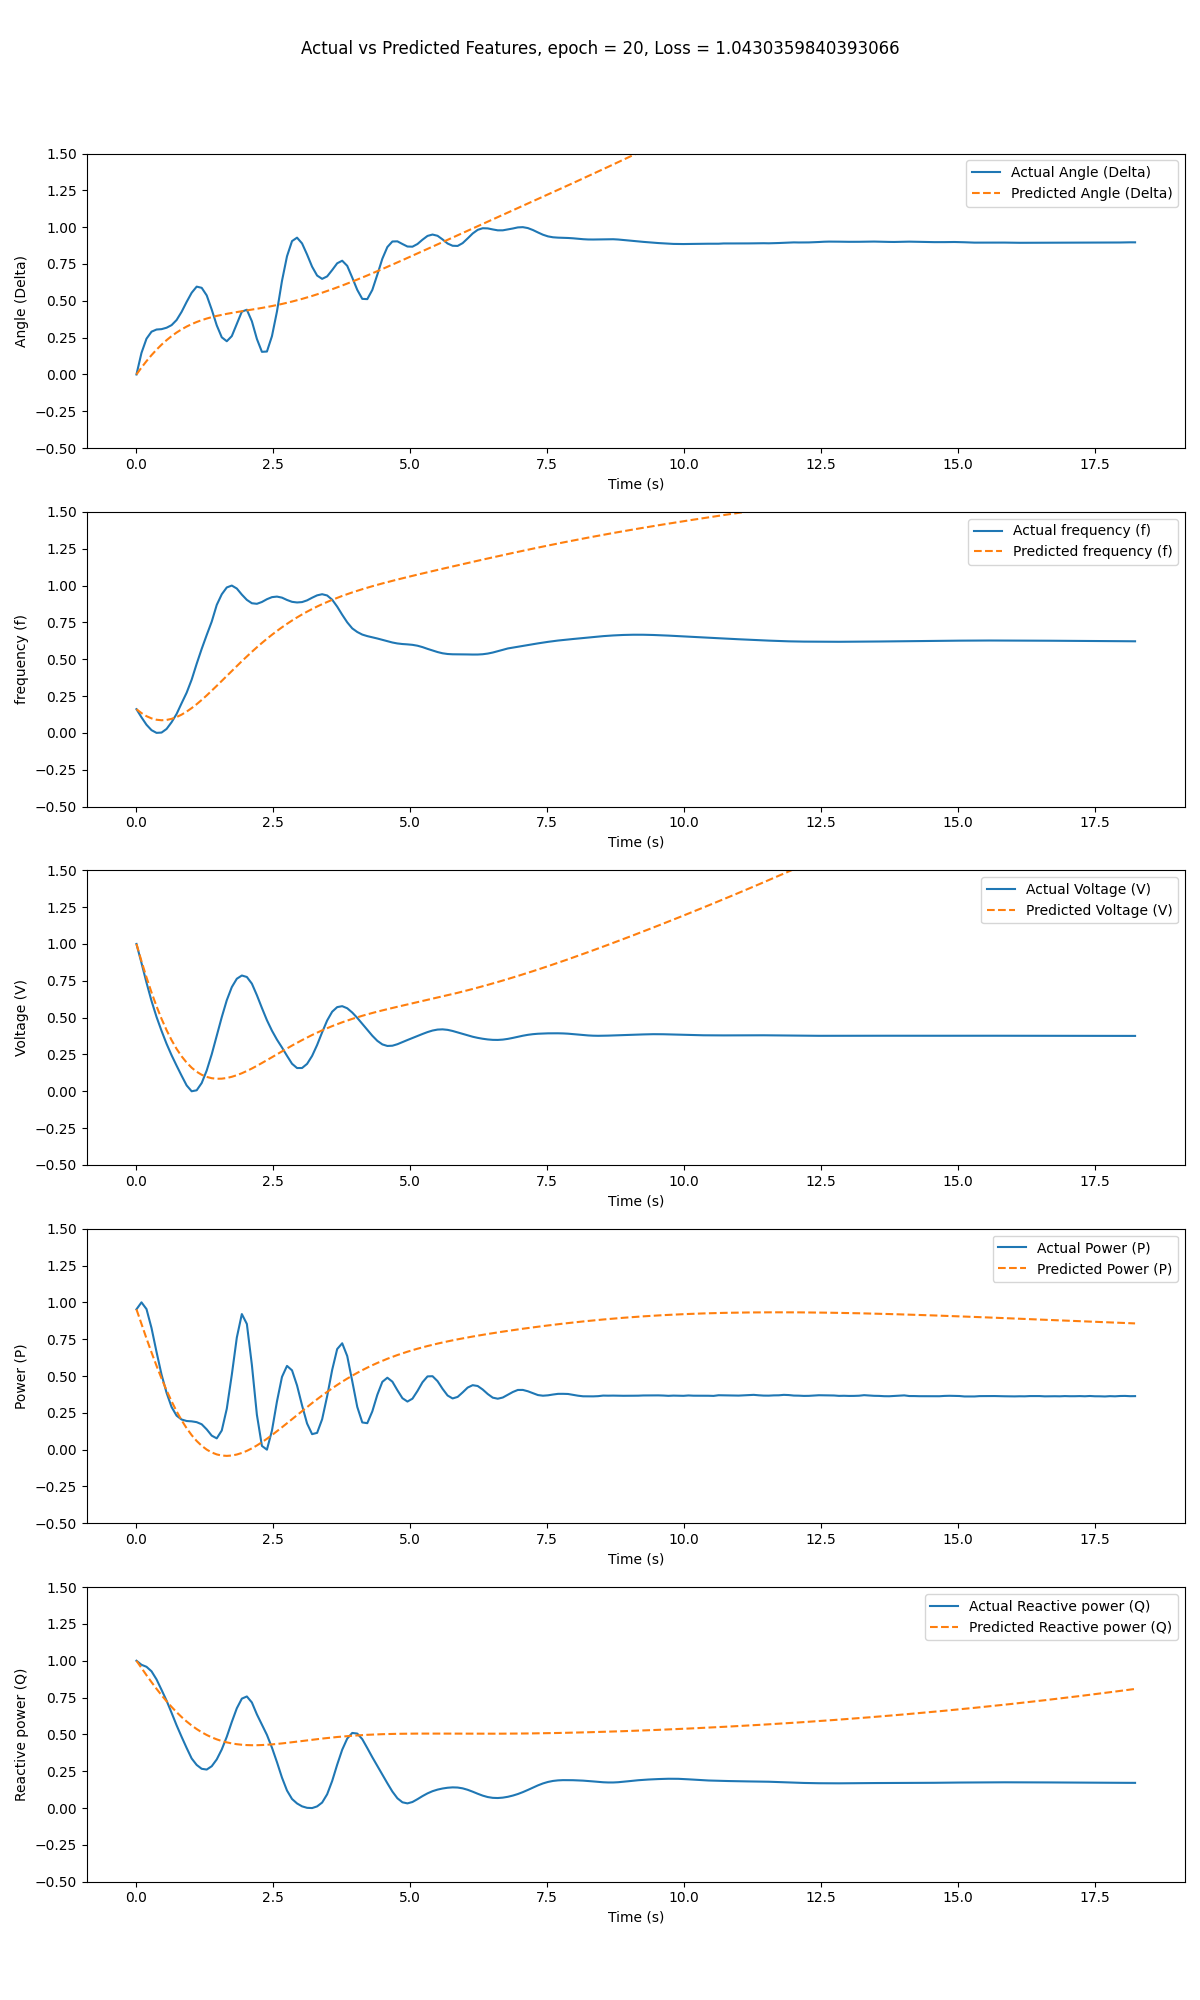 Actual vs Predicted Features, epoch = 20, Loss = 1.0430359840393066
1.50
1.25
1.00
0.75
0.50
0.25
0.00
−0.25
−0.50
Angle (Delta)
Actual Angle (Delta)
Predicted Angle (Delta)
0.0 2.5 5.0 7.5 10.0 12.5 15.0 17.5
Time (s)
1.50
1.25
1.00
0.75
0.50
0.25
0.00
−0.25
−0.50
frequency (f)
Actual frequency (f)
Predicted frequency (f)
0.0 2.5 5.0 7.5 10.0 12.5 15.0 17.5
Time (s)
1.50
1.25
1.00
0.75
0.50
0.25
0.00
−0.25
−0.50
Voltage (V)
Actual Voltage (V)
Predicted Voltage (V)
0.0 2.5 5.0 7.5 10.0 12.5 15.0 17.5
Time (s)
1.50
1.25
1.00
0.75
0.50
0.25
0.00
−0.25
−0.50
Power (P)
Actual Power (P)
Predicted Power (P)
0.0 2.5 5.0 7.5 10.0 12.5 15.0 17.5
Time (s)
1.50
1.25
1.00
0.75
0.50
0.25
0.00
−0.25
−0.50
Reactive power (Q)
Actual Reactive power (Q)
Predicted Reactive power (Q)
0.0 2.5 5.0 7.5 10.0 12.5 15.0 17.5
Time (s)